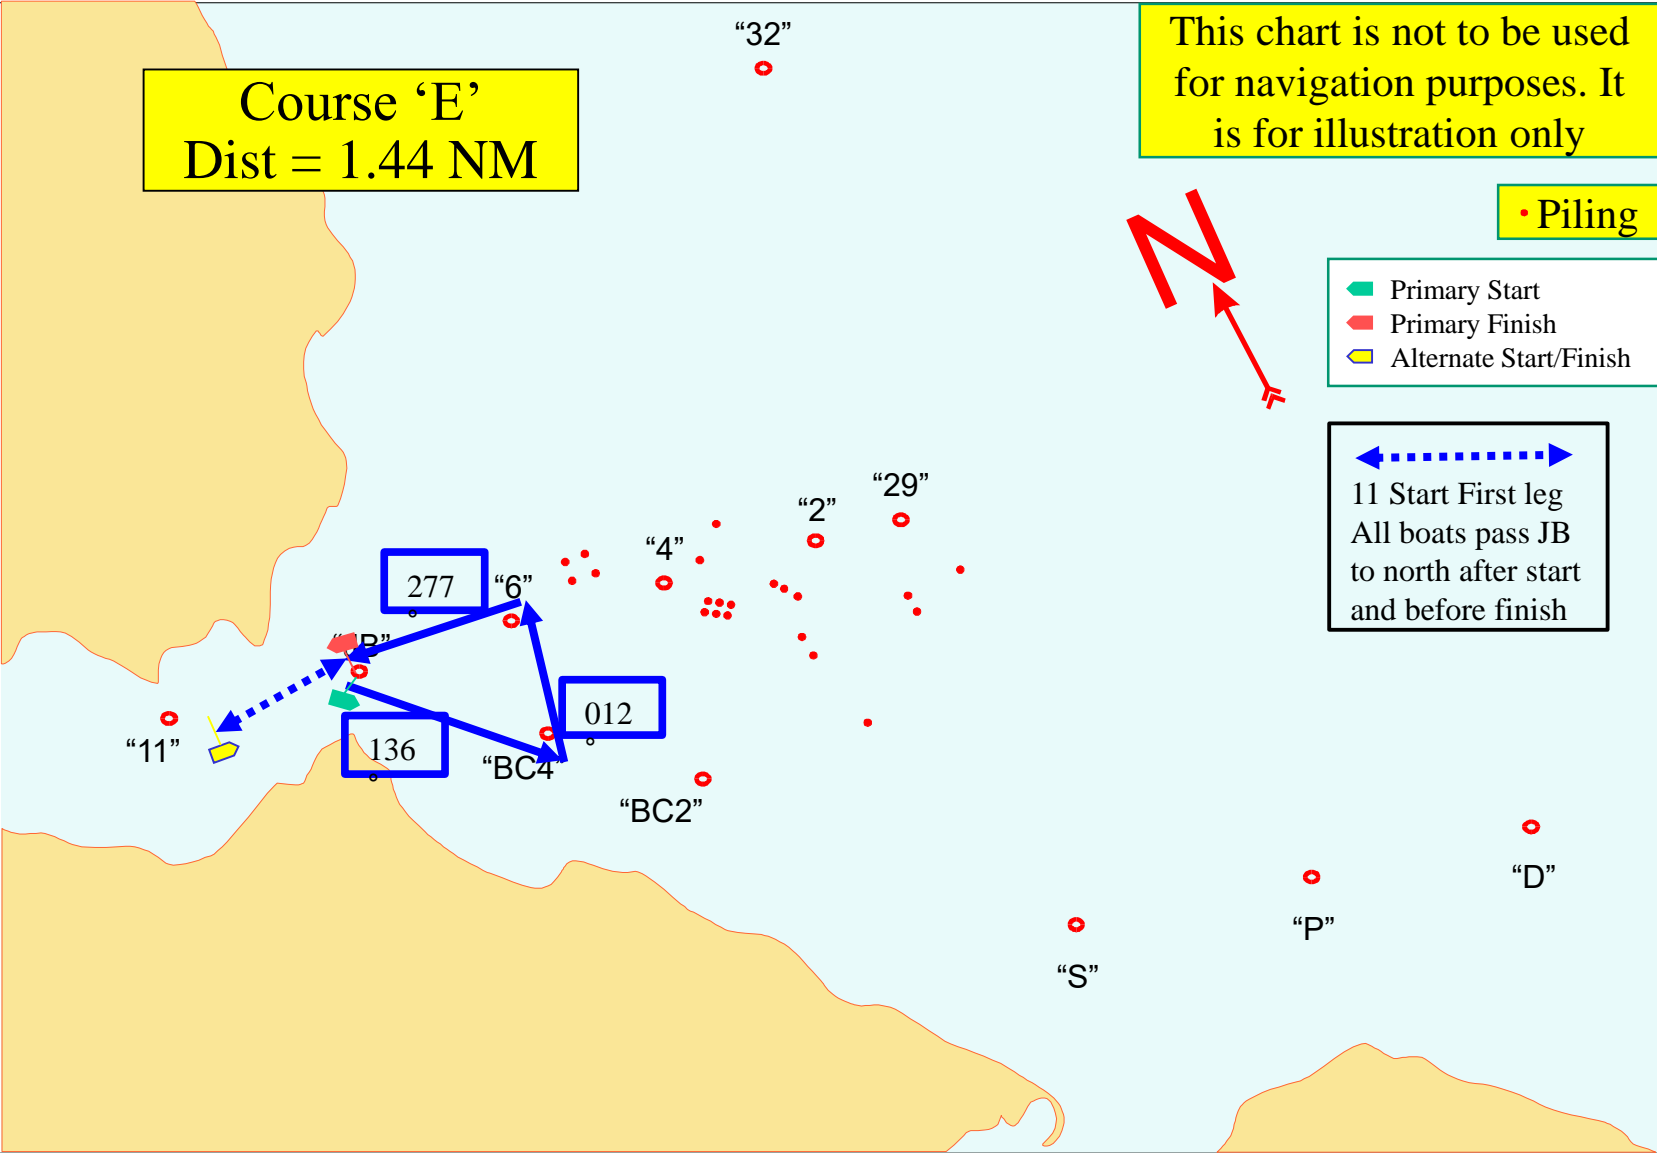 “32”
This chart is not to be used
for navigation purposes. It
is for illustration only
Course ‘E’
Dist = 1.44 NM
N
Piling
Primary Start
Primary Finish
Alternate Start/Finish
11 Start First leg
All boats pass JB
to north after start
and before finish
“29”
“2”
“4”
“6”
277°
012°
“11”
136°
“BC4”
“BC2”
“D”
“P”
“S”